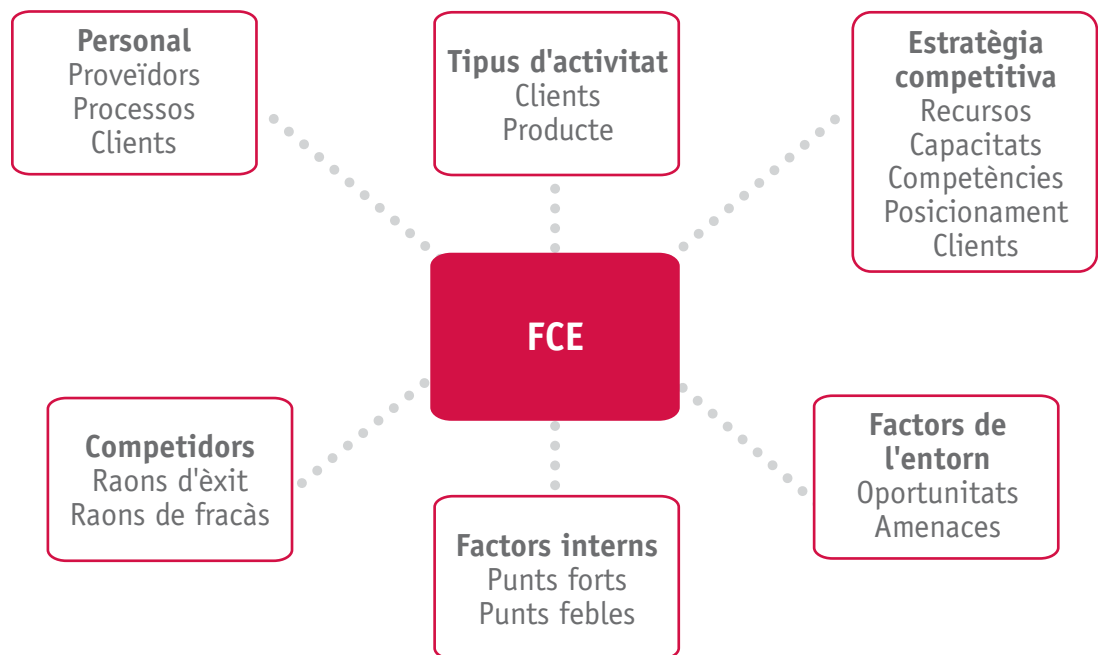 Personal
Proveïdors
Processos
Clients
Tipus d'activitat
Clients
Producte
Estratègia
competitiva
Recursos
Capacitats
Competències
Posicionament
Clients
FCE
Competidors
Raons d'èxit
Raons de fracàs
Factors interns
Punts forts
Punts febles
Factors de
l'entorn
Oportunitats
Amenaces